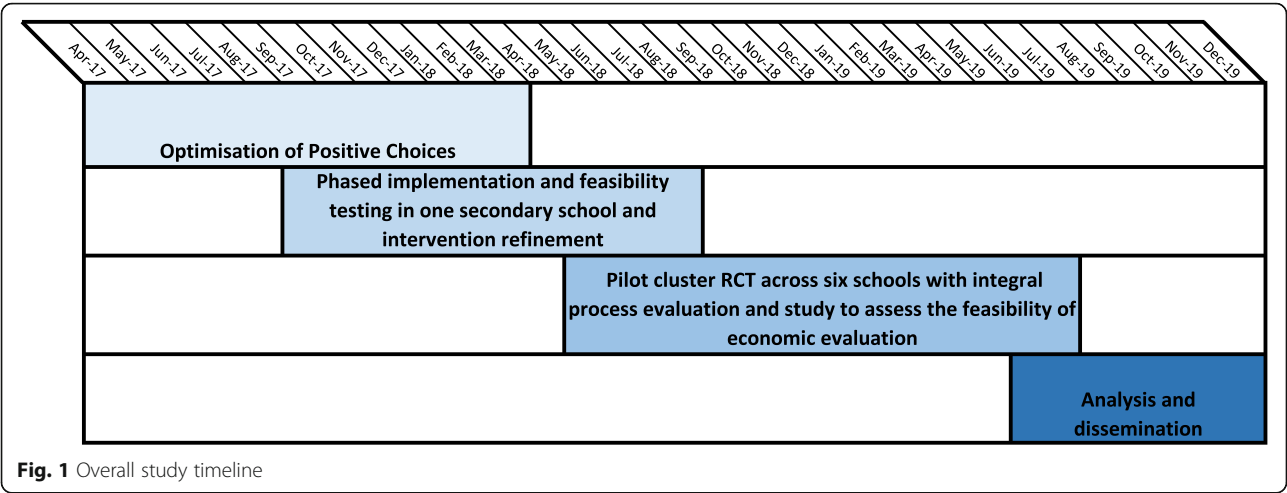 Apr-17
May-17
Jun-17
Jul-17
Aug-17
Sep-17
Oct-17
Nov-17
Dec-17
Jan-18
Feb-18
Mar-18
Apr-18
May-18
Jun-18
Jul-18
Aug-18
Sep-18
Oct-18
Nov-18
Dec-18
Jan-19
Feb-19
Mar-19
Apr-19
May-19
Jun-19
Jul-19
Aug-19
Sep-19
Oct-19
Nov-19
Dec-19
Optimisation of Positive Choices
Phased implementation and feasibility
testing in one secondary school and
intervention refinement
Pilot cluster RCT across six schools with integral
process evaluation and study to assess the feasibility of
economic evaluation
Analysis and
dissemination
Fig. 1 Overall study timeline